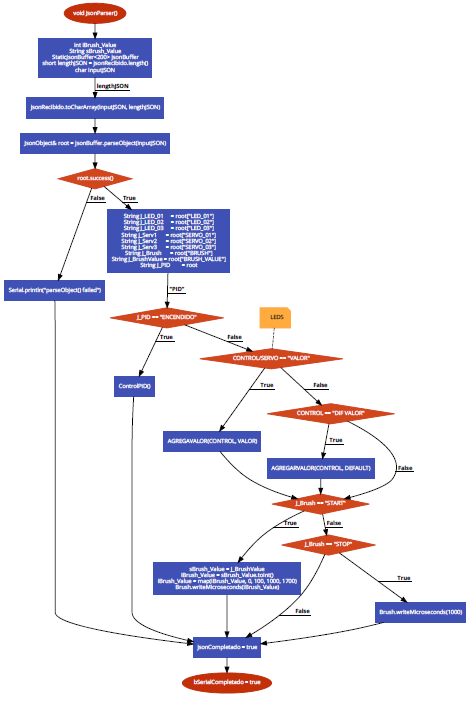 void JsonParser()
Int iBrush_Value
String sBrush_Value
StaticJsonBuffer<200> JsonBuffer
short lengthJSON = JsonRecibido.length()
char inputJSON
lengthJSON
JsonRecibido.toCharArray(inputJSON, lengthJSON)
JsonObject& root = JsonBuffer.parseObject(inputJSON)
root.success()
False
True
String j_LED_01 = root["LED_01"]
String j_LED_02 = root["LED_02"]
String j_LED_03 = root["LED_03"]
String j_Serv1 = root["SERVO_01"]
String j_Serv2 = root["SERVO_02"]
String j_Serv3 = root["SERVO_03"]
String j_Brush = root["BRUSH"]
String j_BrushValue = root["BRUSH_VALUE"]
String j_PID = root
Serial.println("parseObject() failed")
"PID"
j_PID == "ENCENDIDO"
LEDS
True
False
CONTROL/SERVO == "VALOR"
ControlPID()
True
False
CONTROL == "DIF VALOR"
AGREGAVALOR(CONTROL, VALOR)
True
AGREGARVALOR(CONTROL, DEFAULT)
False
j_Brush == "START"
True
False
j_Brush == "STOP"
sBrush_Value = j_BrushValue
iBrush_Value = sBrush_Value.toInt()
iBrush_Value = map(iBrush_Value, 0, 100, 1000, 1700)
Brush.writeMicroseconds(iBrush_Value)
True
False
Brush.writeMicroseconds(1000)
JsonCompletado = true
bSerialCompletado = true